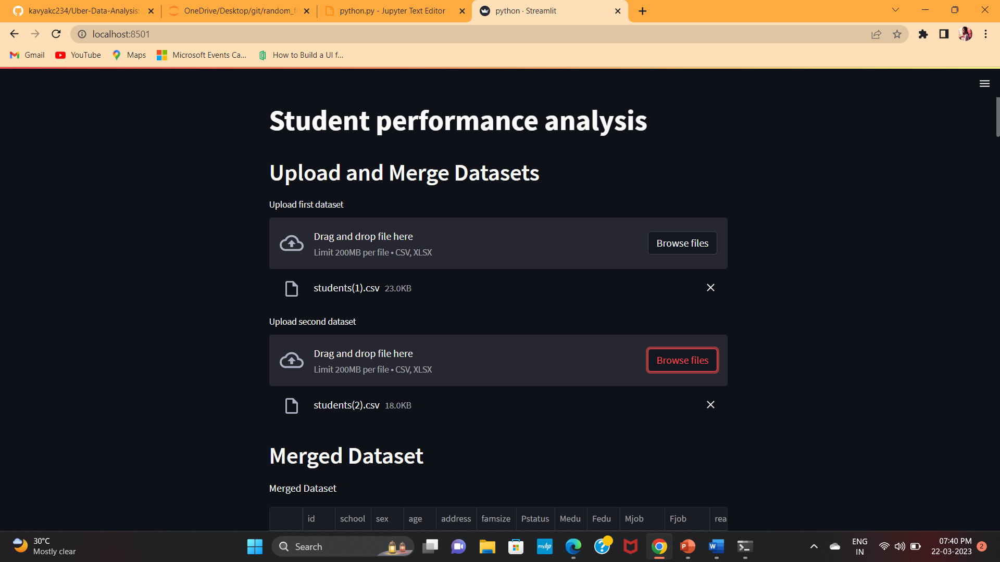 kavyakc234/Uber-Data-Analysis:
OneDrive/Desktop/git/random_f
python.py - Jupyter Text Editor
python · Streamlit
localhost:8501
Gmail
YouTube
Maps
Microsoft Events Ca...
How to Build a UI f...
Student performance analysis
Upload and Merge Datasets
Upload first dataset
Drag and drop file here
Limit 200MB per file • CSV, XLSX
Browse files
students(1).csv 23.0KB
Upload second dataset
Drag and drop file here
Limit 200MB per file • CSV, XLSX
Browse files
students(2).csv 18.0KB
Merged Dataset
Merged Dataset
id school sex age address famsize Pstatus Medu Fedu Mjob Fjob rea
30°C
Mostly clear
Search
myhp
ENG
IN
07:40 PM
22-03-2023
2